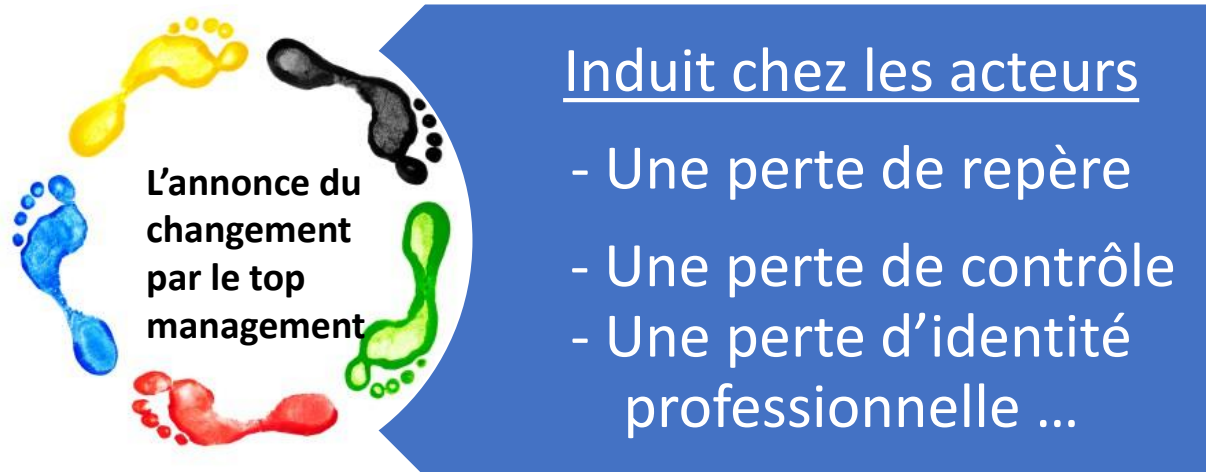 L’annonce du
changement
par le top
management
Induit chez les acteurs
- Une perte de repère
- Une perte de contrôle
- Une perte d’identité
professionnelle ...